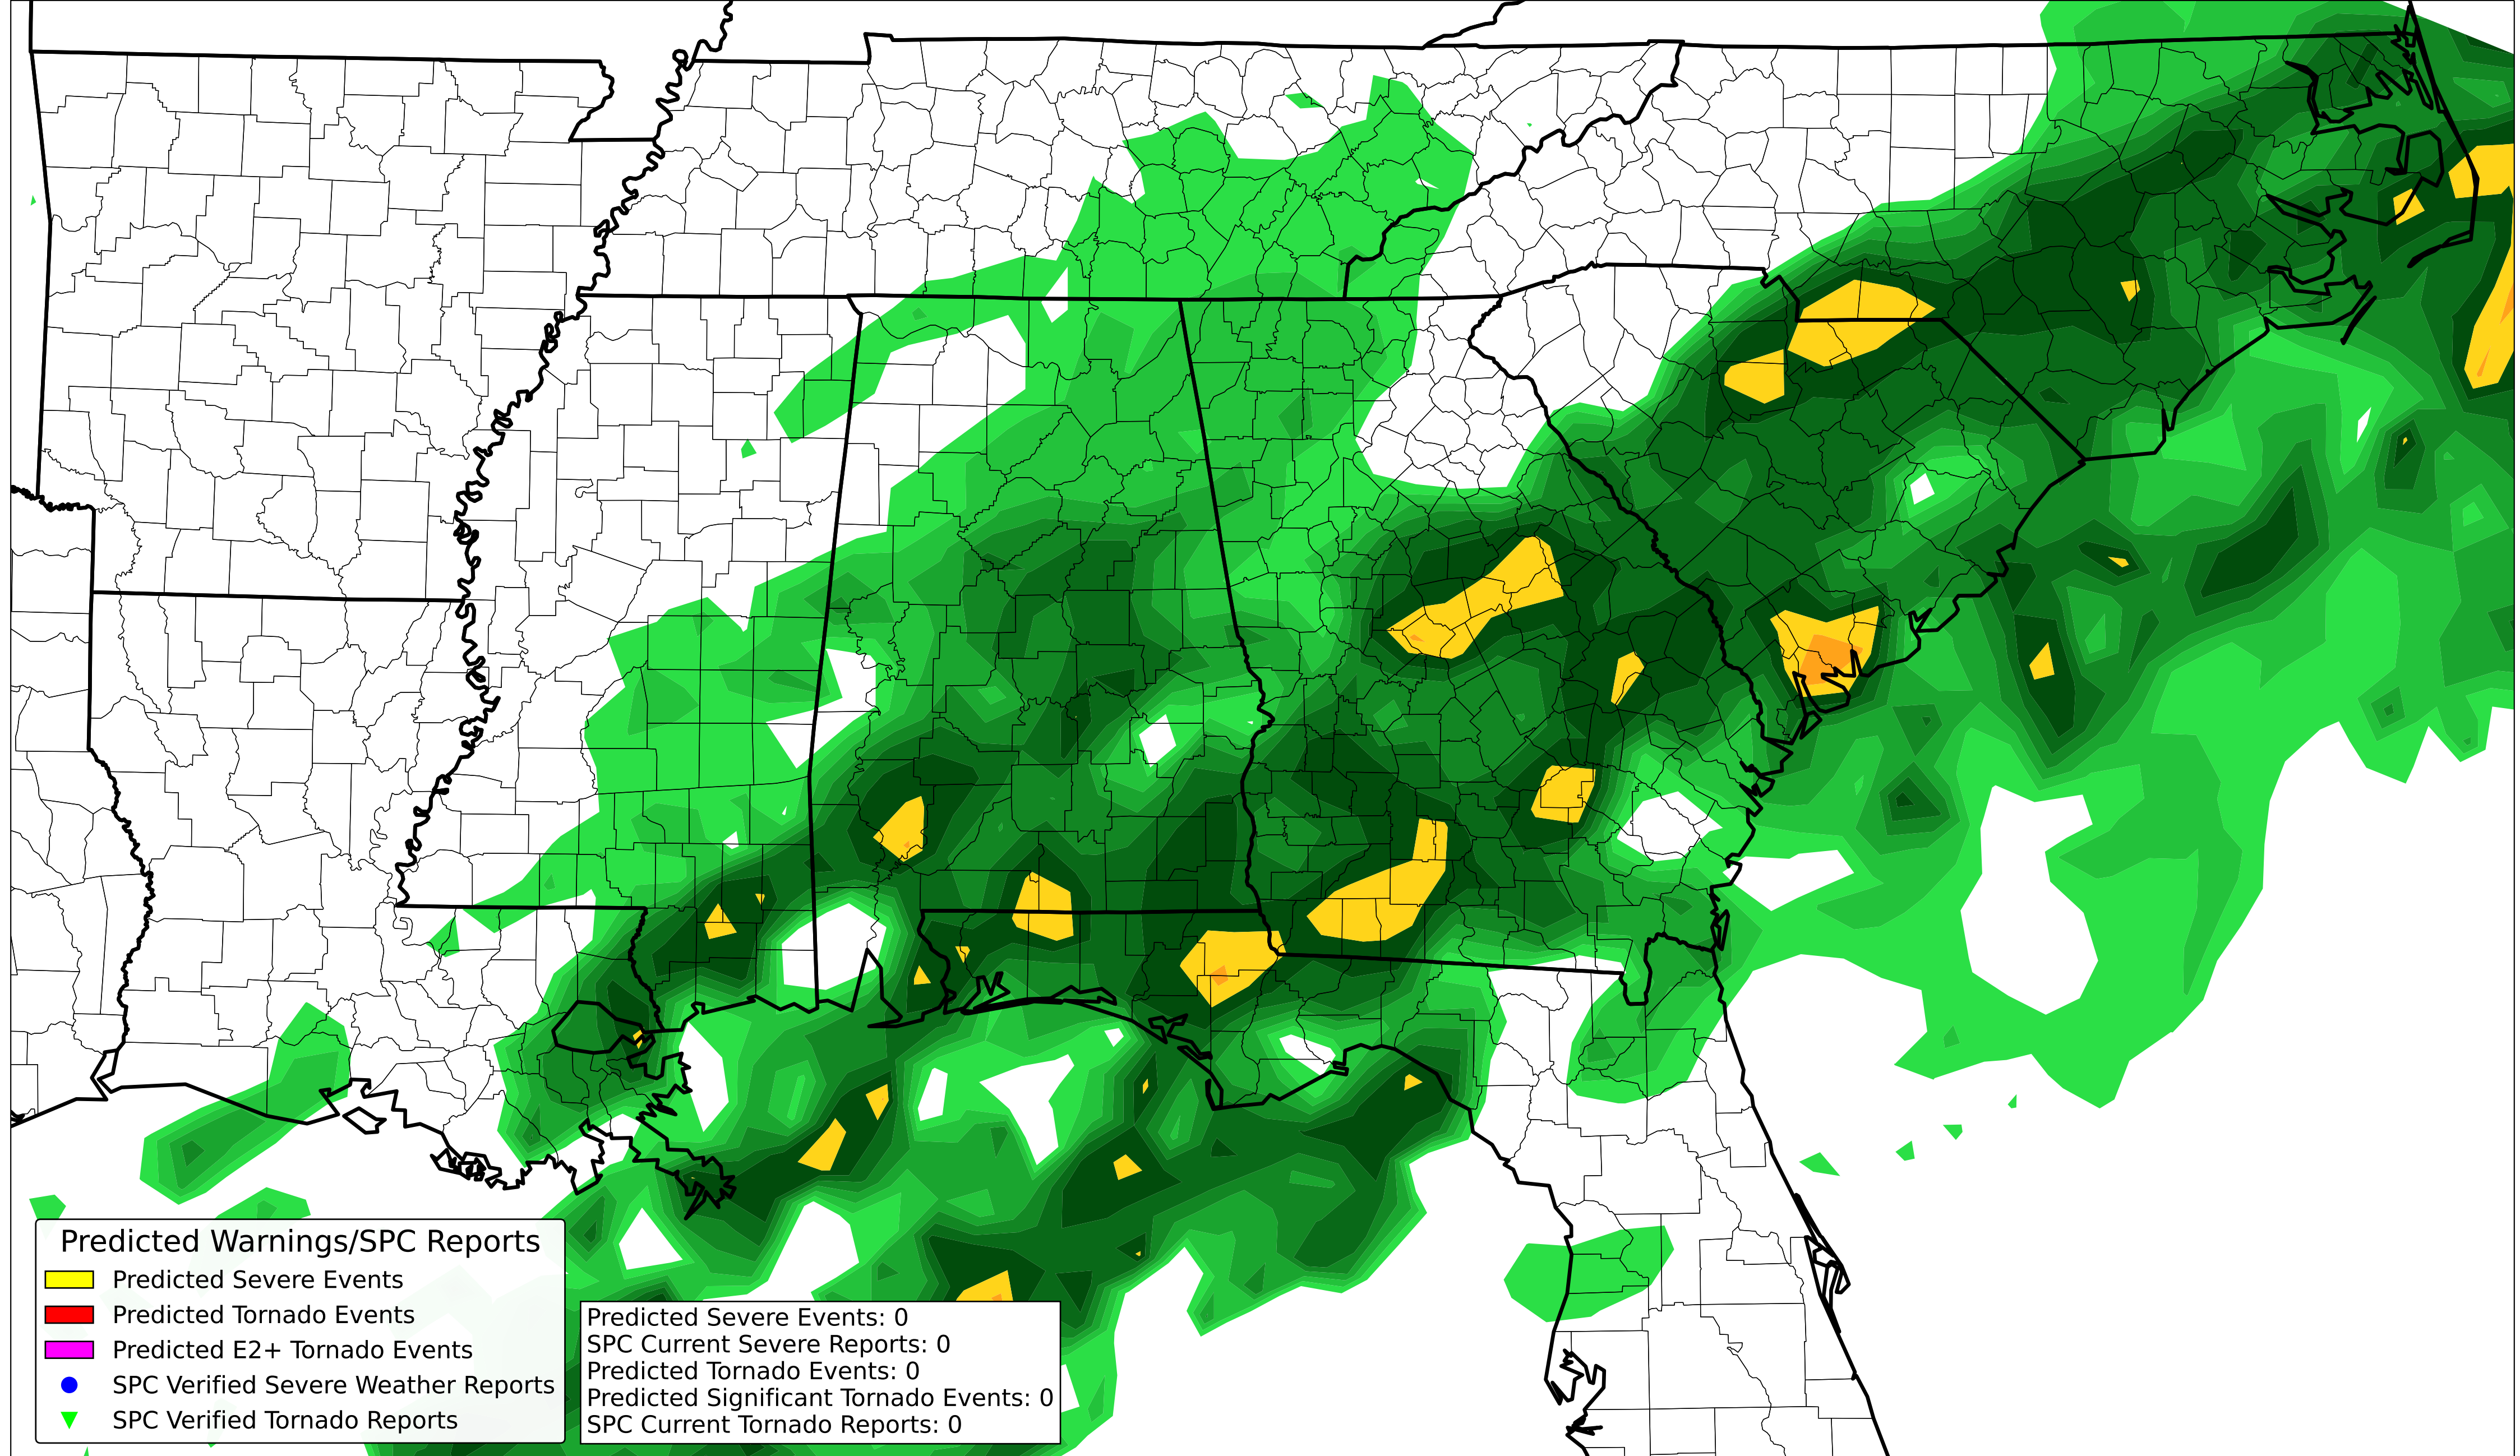 Predicted Warnings/SPC Reports
Predicted Severe Events
Predicted Tornado Events
Predicted E2+ Tornado Events
SPC Verified Severe Weather Reports
SPC Verified Tornado Reports
Predicted Severe Events: 0
SPC Current Severe Reports: 0
Predicted Tornado Events: 0
Predicted Significant Tornado Events: 0
SPC Current Tornado Reports: 0